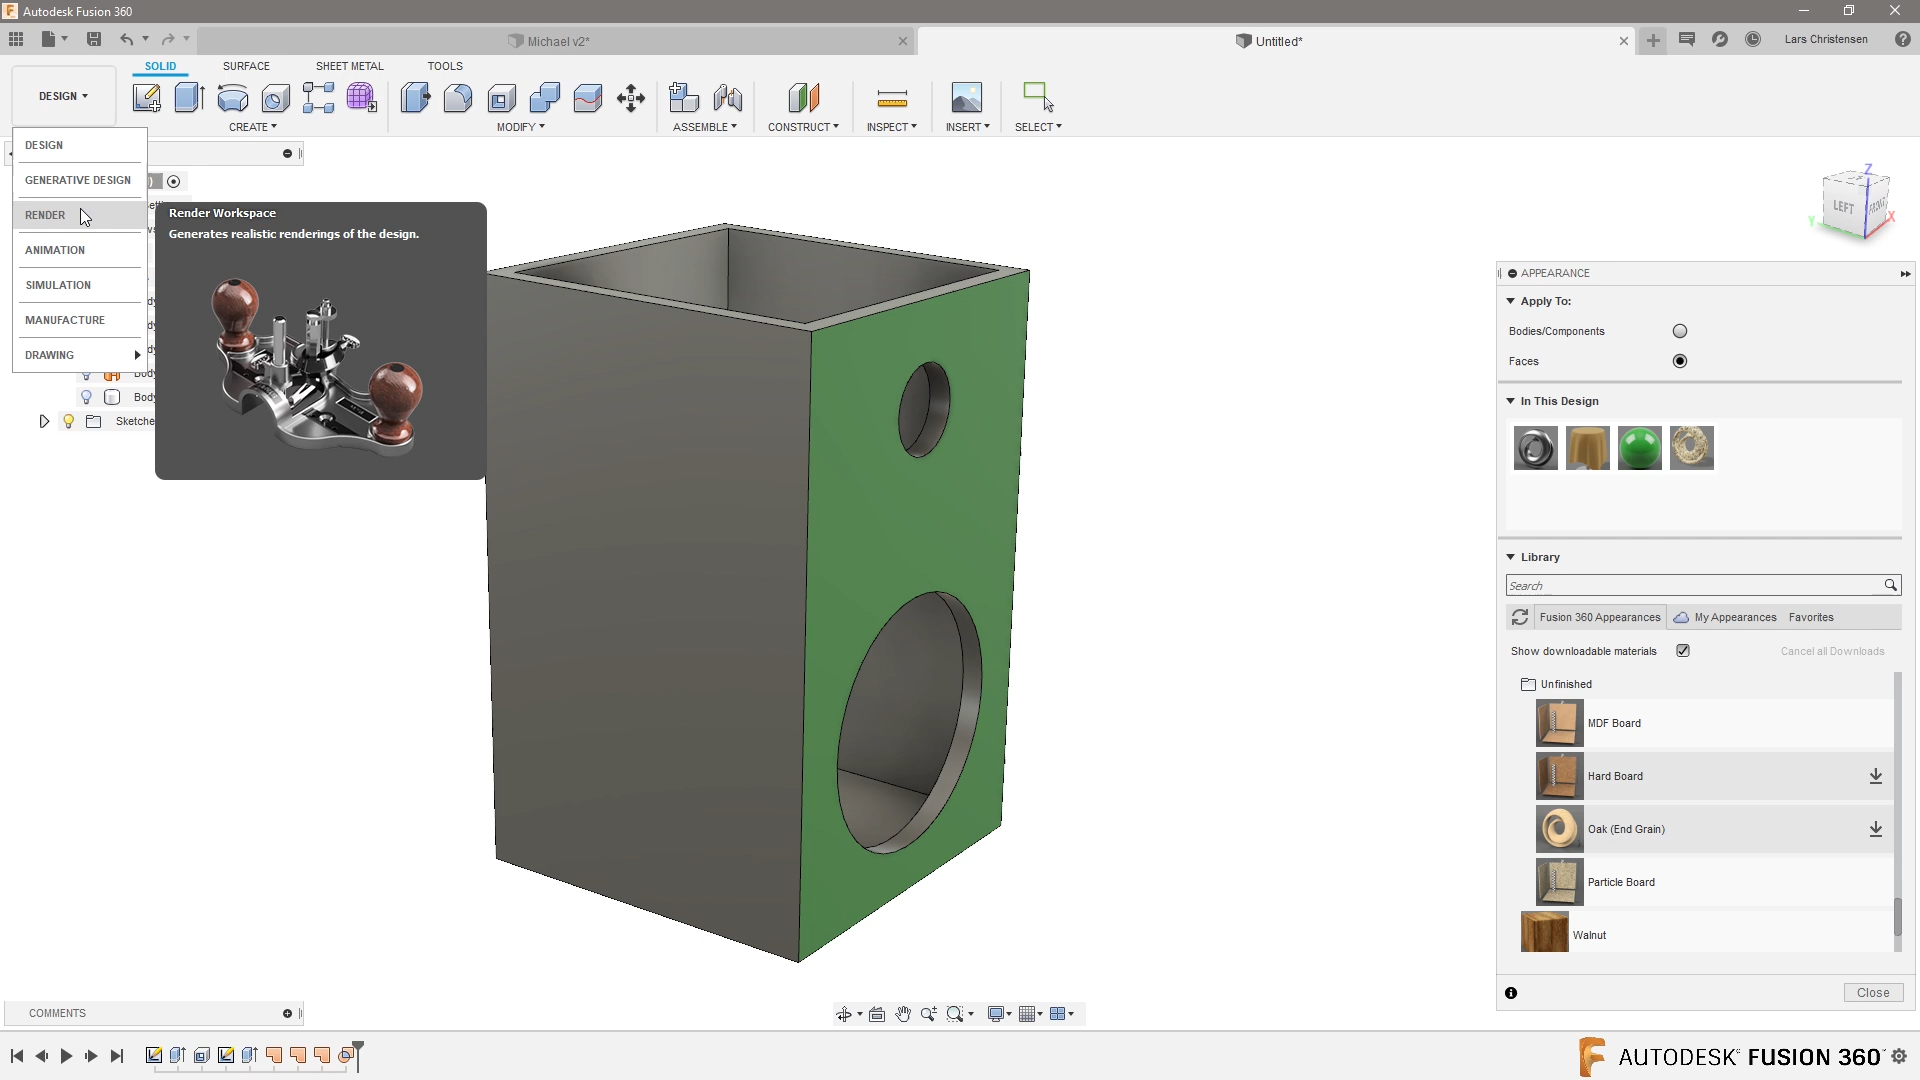 Autodesk Fusion 360
Michael v2*
Untitled*
Lars Christensen
DESIGN
SOLID
SURFACE
SHEET METAL
TOOLS
CREATE
MODIFY
ASSEMBLE
CONSTRUCT
INSPECT
INSERT
SELECT
DESIGN
GENERATIVE DESIGN
RENDER
ANIMATION
SIMULATION
MANUFACTURE
DRAWING
Body
Sketche
Render Workspace
Generates realistic renderings of the design.
Z
LEFT
FRONT
Y
X
APPEARANCE
Apply To:
Bodies/Components
Faces
In This Design
Library
Search
Fusion 360 Appearances
My Appearances
Favorites
Show downloadable materials
Cancel all Downloads
Unfinished
MDF Board
Hard Board
Oak (End Grain)
Particle Board
Walnut
Close
COMMENTS
AUTODESK® FUSION 360™